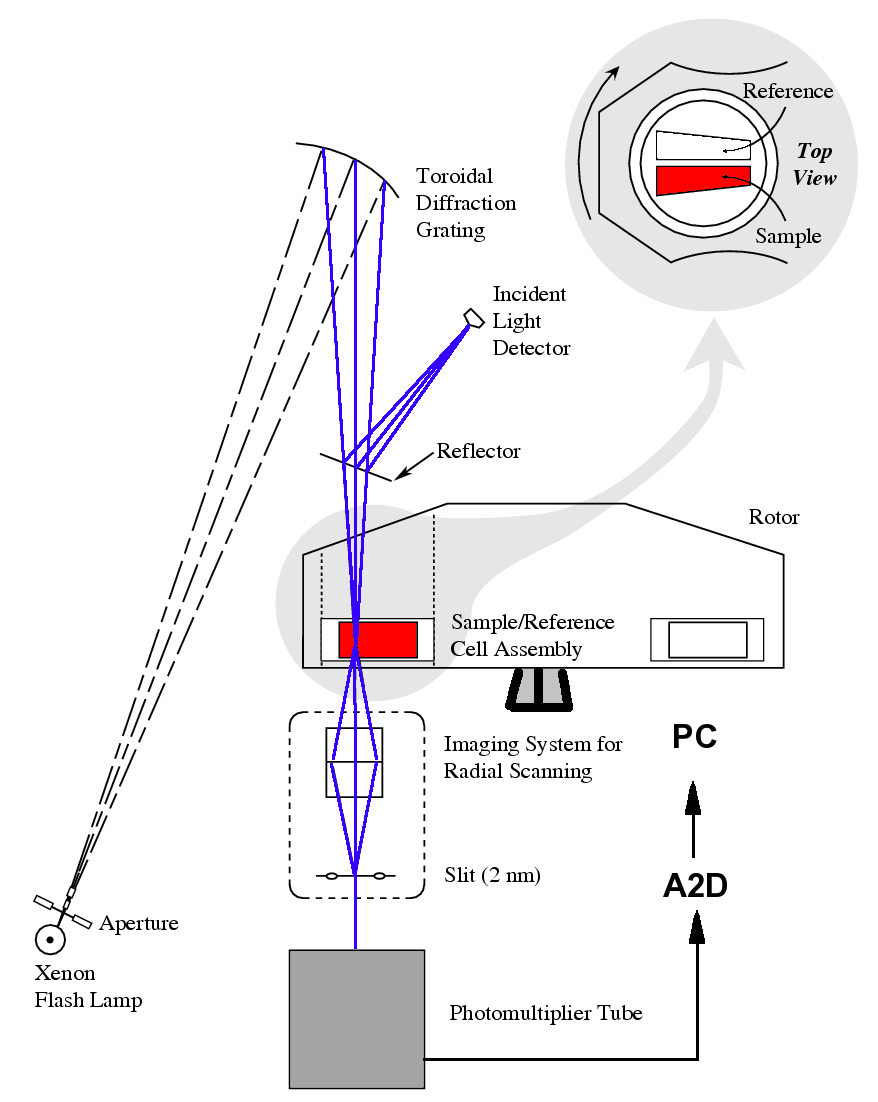 Reference
Top
View
Sample
Toroidal
Diffraction
Grating
Incident
Light
Detector
Reflector
Rotor
Sample/Reference
Cell Assembly
Imaging System for
Radial Scanning
PC
Slit (2 nm)
A2D
Aperture
Xenon
Flash Lamp
Photomultiplier Tube